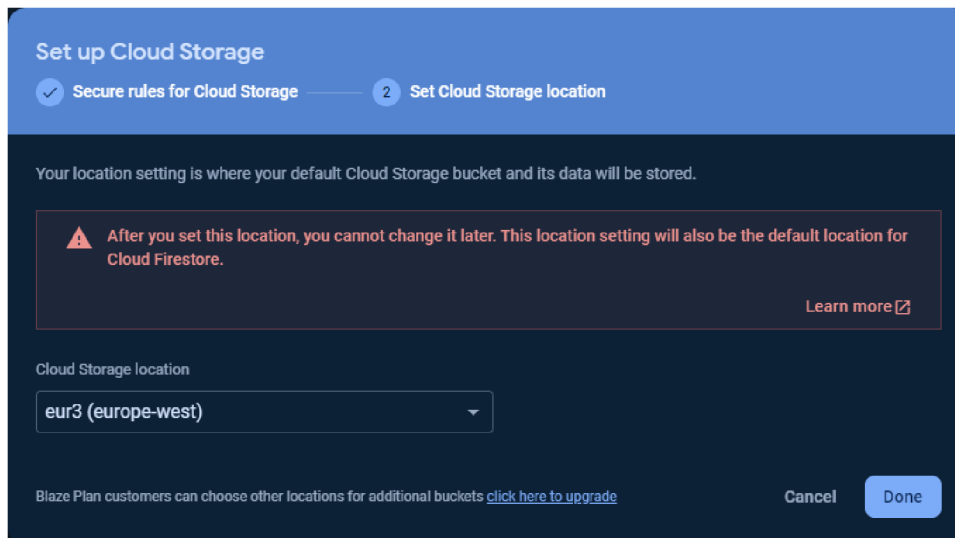 Set up Cloud Storage
Secure rules for Cloud Storage
2 Set Cloud Storage location
Your location setting is where your default Cloud Storage bucket and its data will be stored.
After you set this location, you cannot change it later. This location setting will also be the default location for
Cloud Firestore.
Learn more
Cloud Storage location
eur3 (europe-west)
Blaze Plan customers can choose other locations for additional buckets click here to upgrade
Cancel
Done